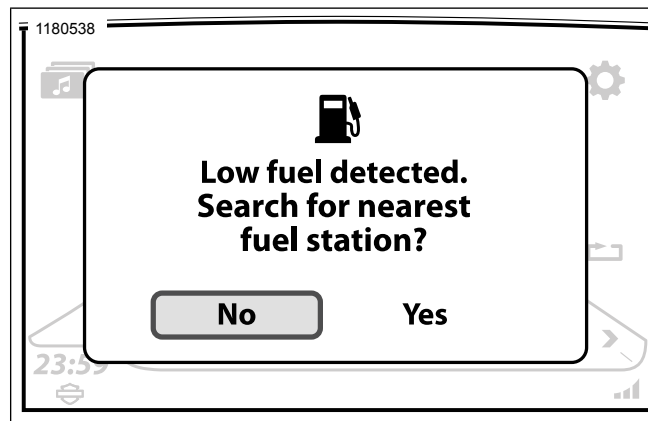 1180538
Low fuel detected.
Search for nearest
fuel station?
No
Yes
23:59